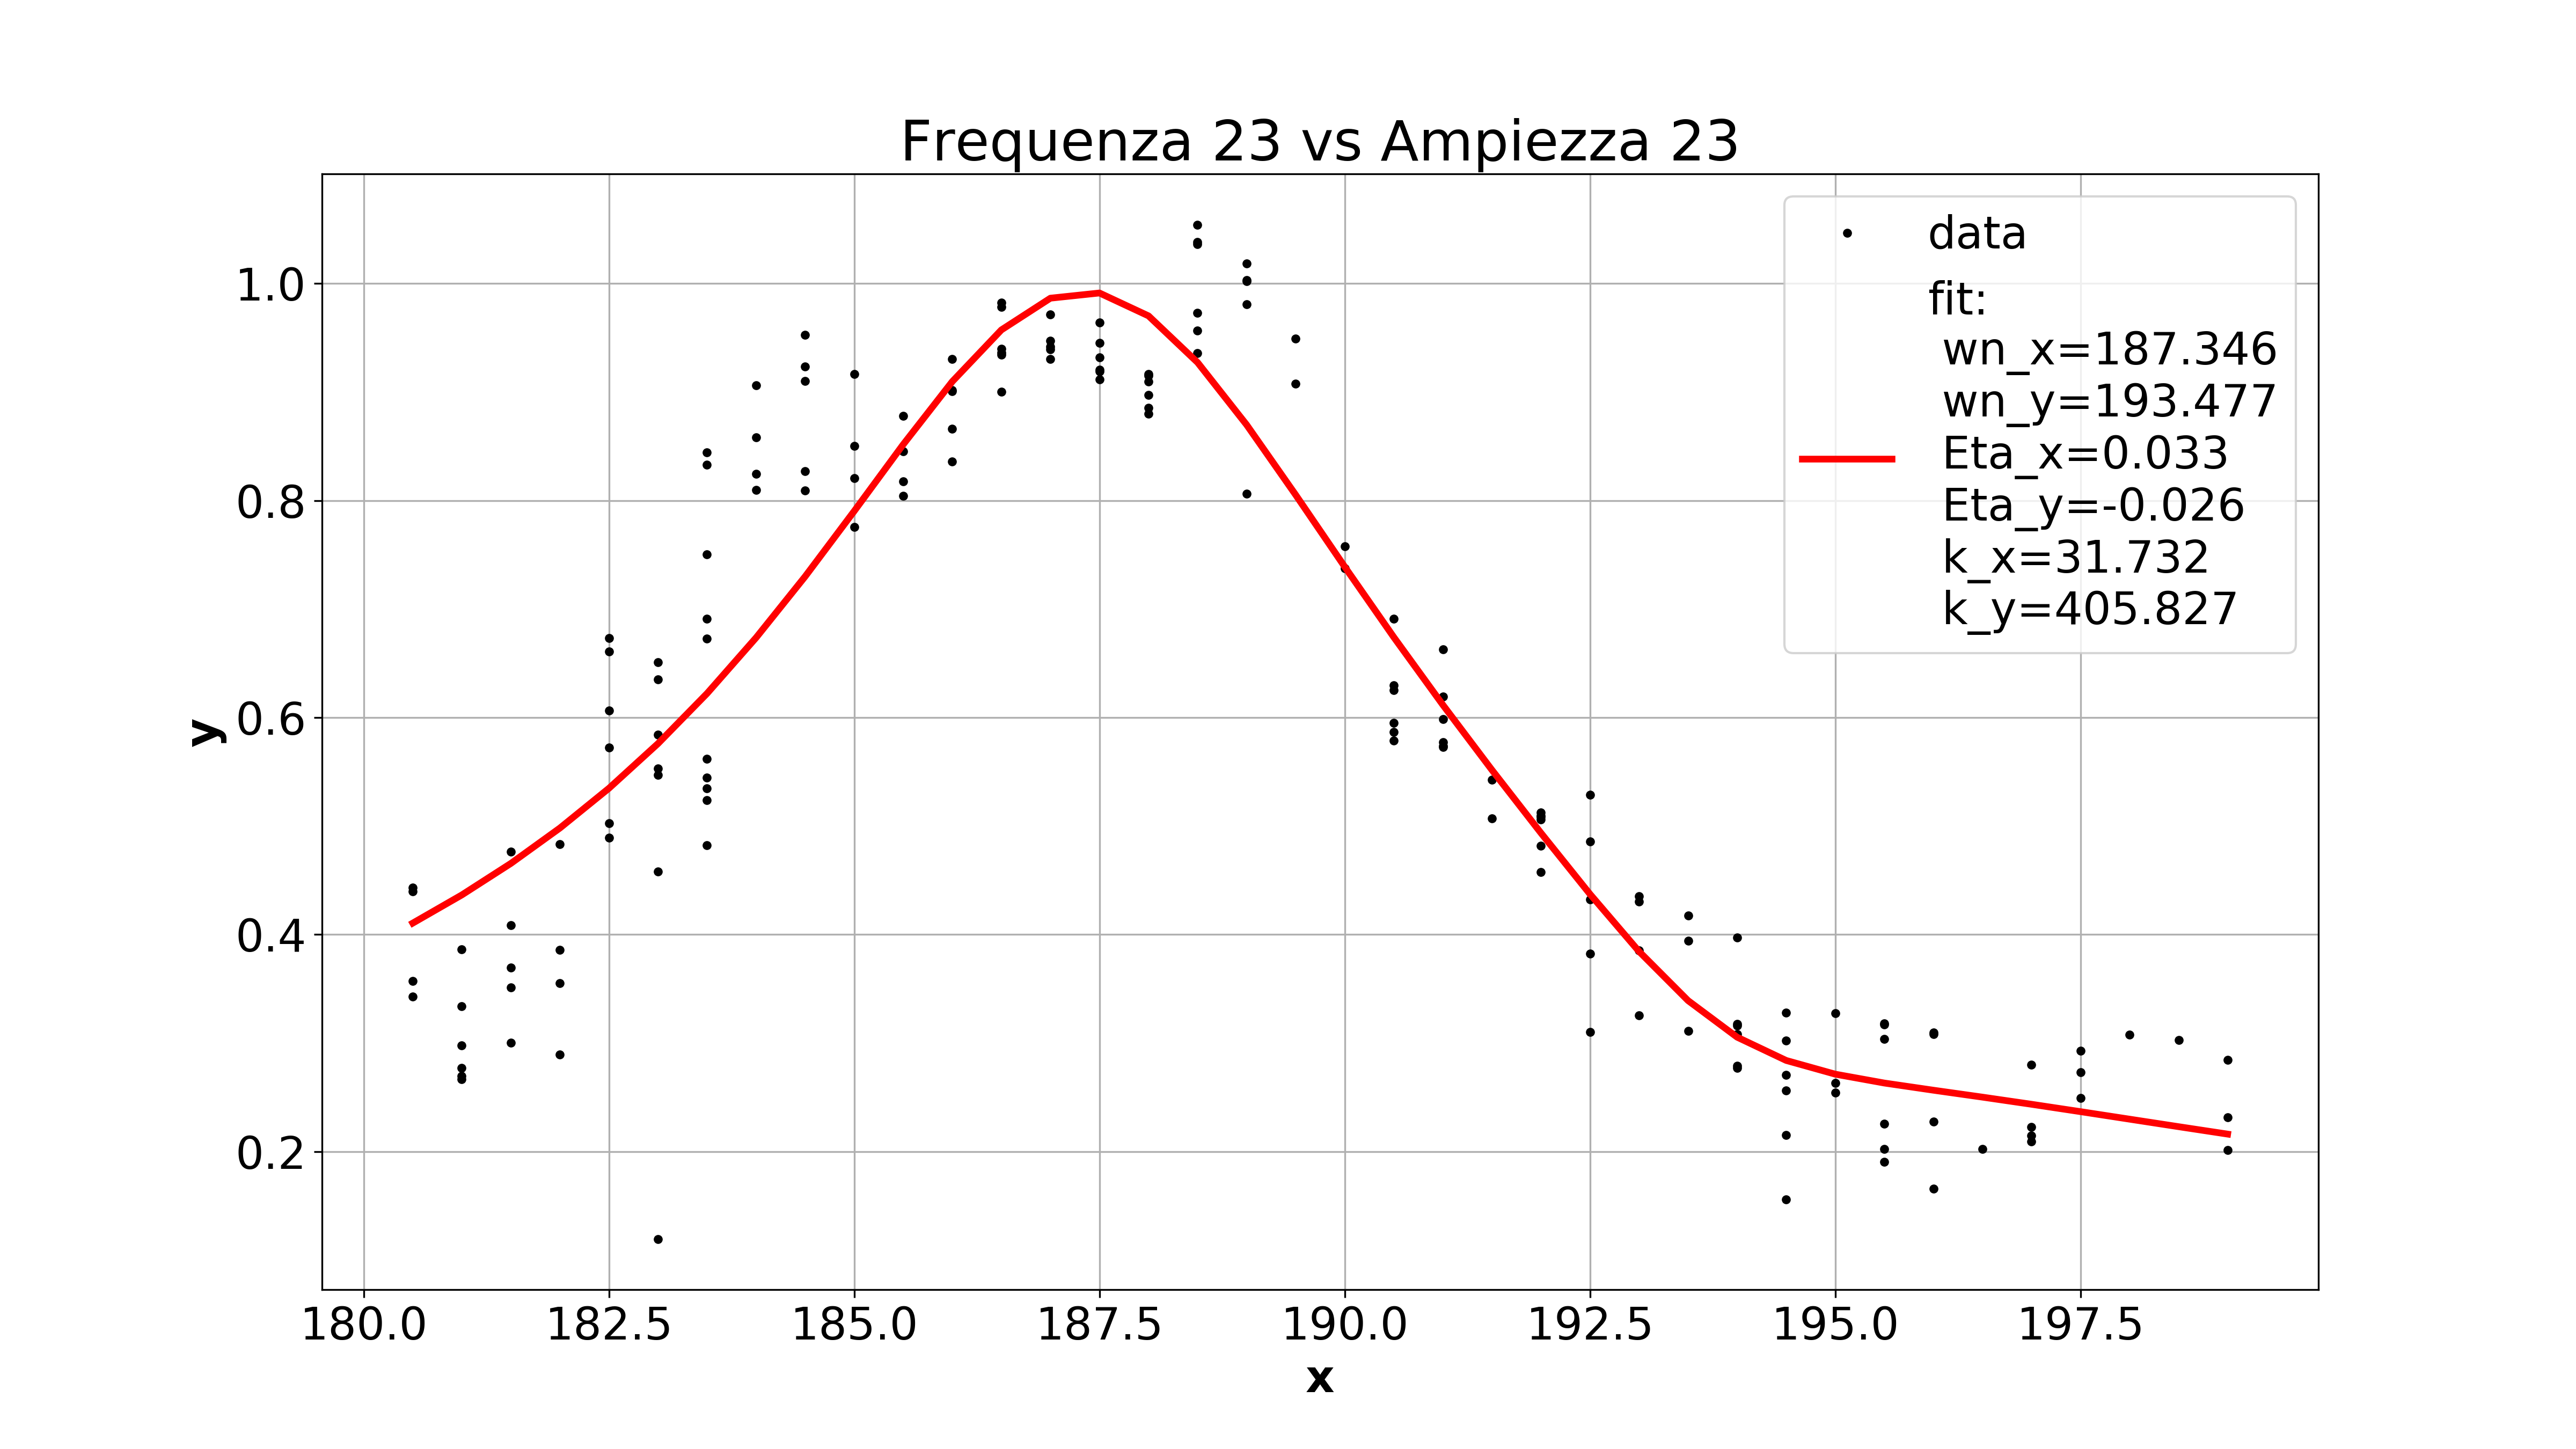 Frequenza 23 vs Ampiezza 23
data
fit:
wn_x=187.346
wn_y=193.477
Eta_x=0.033
Eta_y=-0.026
k_x=31.732
k_y=405.827
1.0
0.8
0.6
0.4
0.2
y
180.0 182.5 185.0 187.5 190.0 192.5 195.0 197.5
x